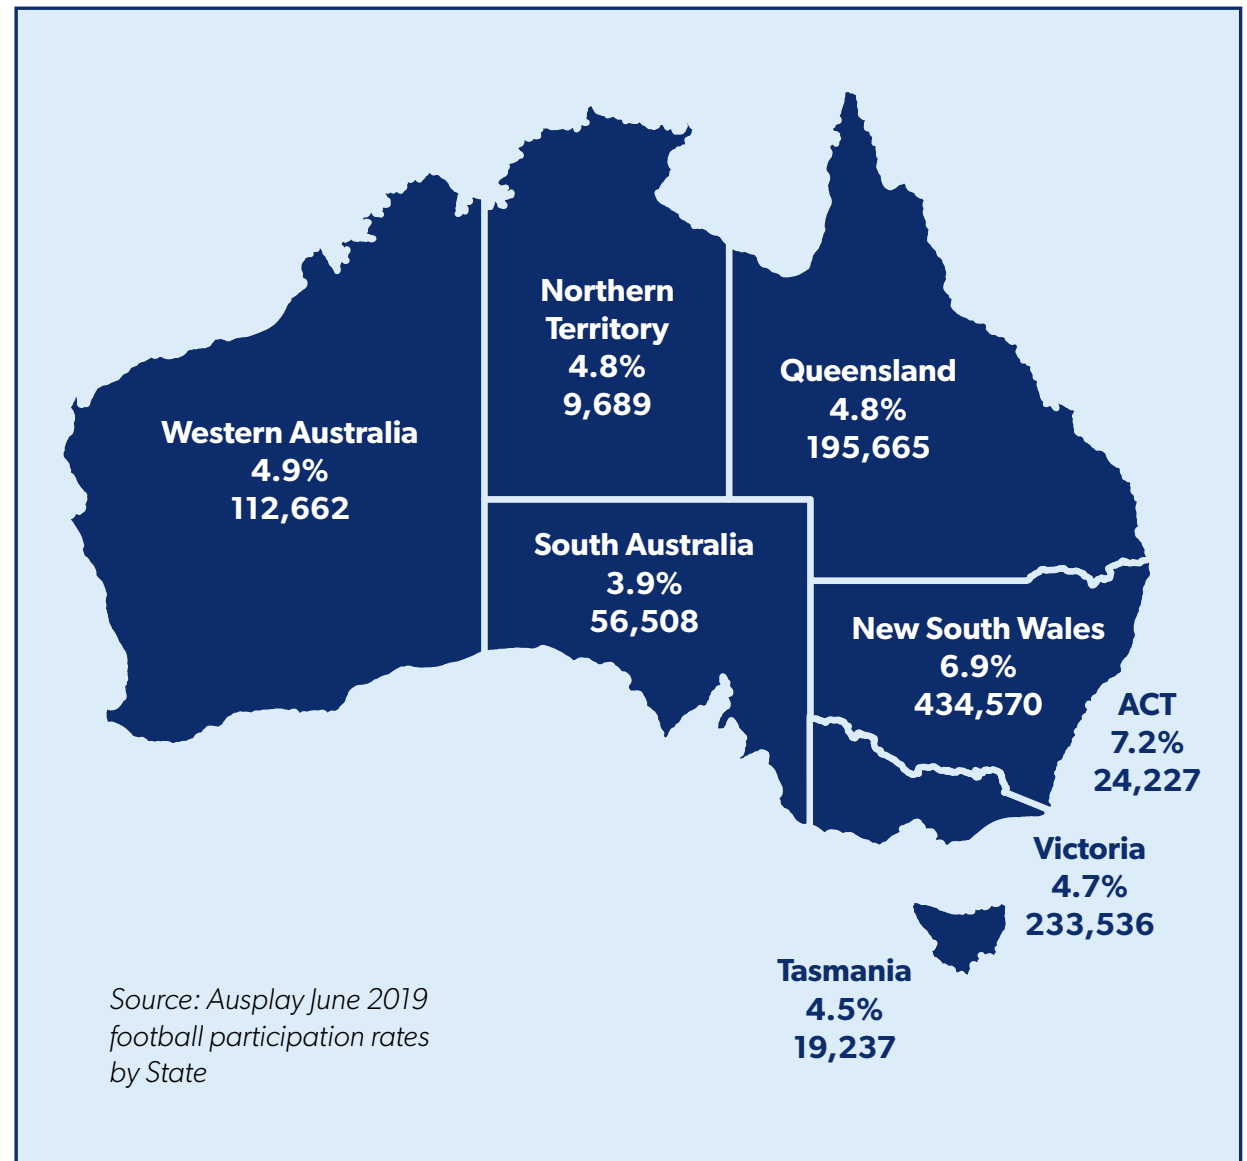 Northern
Territory
4.8%
9,689
Queensland
4.8%
195,665
Western Australia
4.9%
112,662
South Australia
3.9%
56,508
New South Wales
6.9%
434,570
ACT
7.2%
24,227
Victoria
4.7%
233,536
Tasmania
4.5%
19,237
Source: Ausplay June 2019
football participation rates
by State